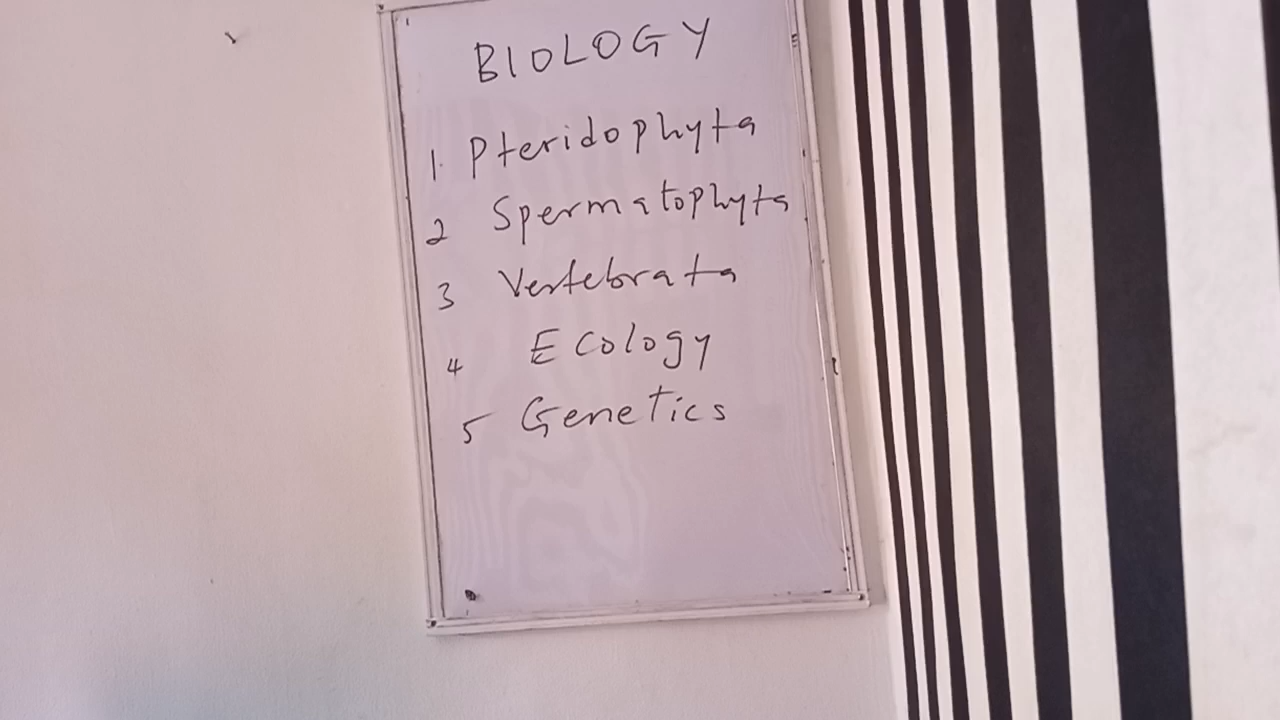 BIOLOGY
1. Pteridophyta
2 Spermatophyta
3 Vertebrata
4 Ecology
5 Genetics